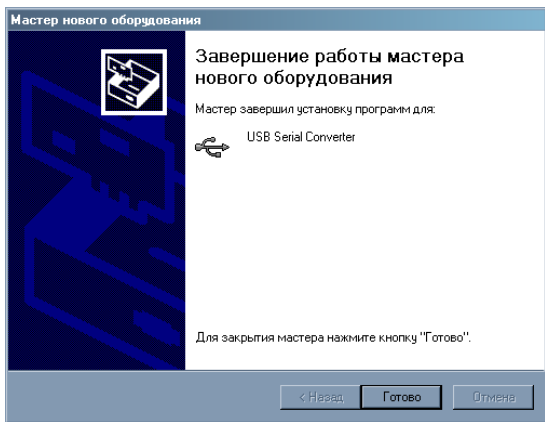 Мастер нового оборудования
Завершение работы мастера
нового оборудования
Мастер завершил установку программ для:
USB Serial Converter
Для закрытия мастера нажмите кнопку "Готово".
< Назад
Готово
Отмена